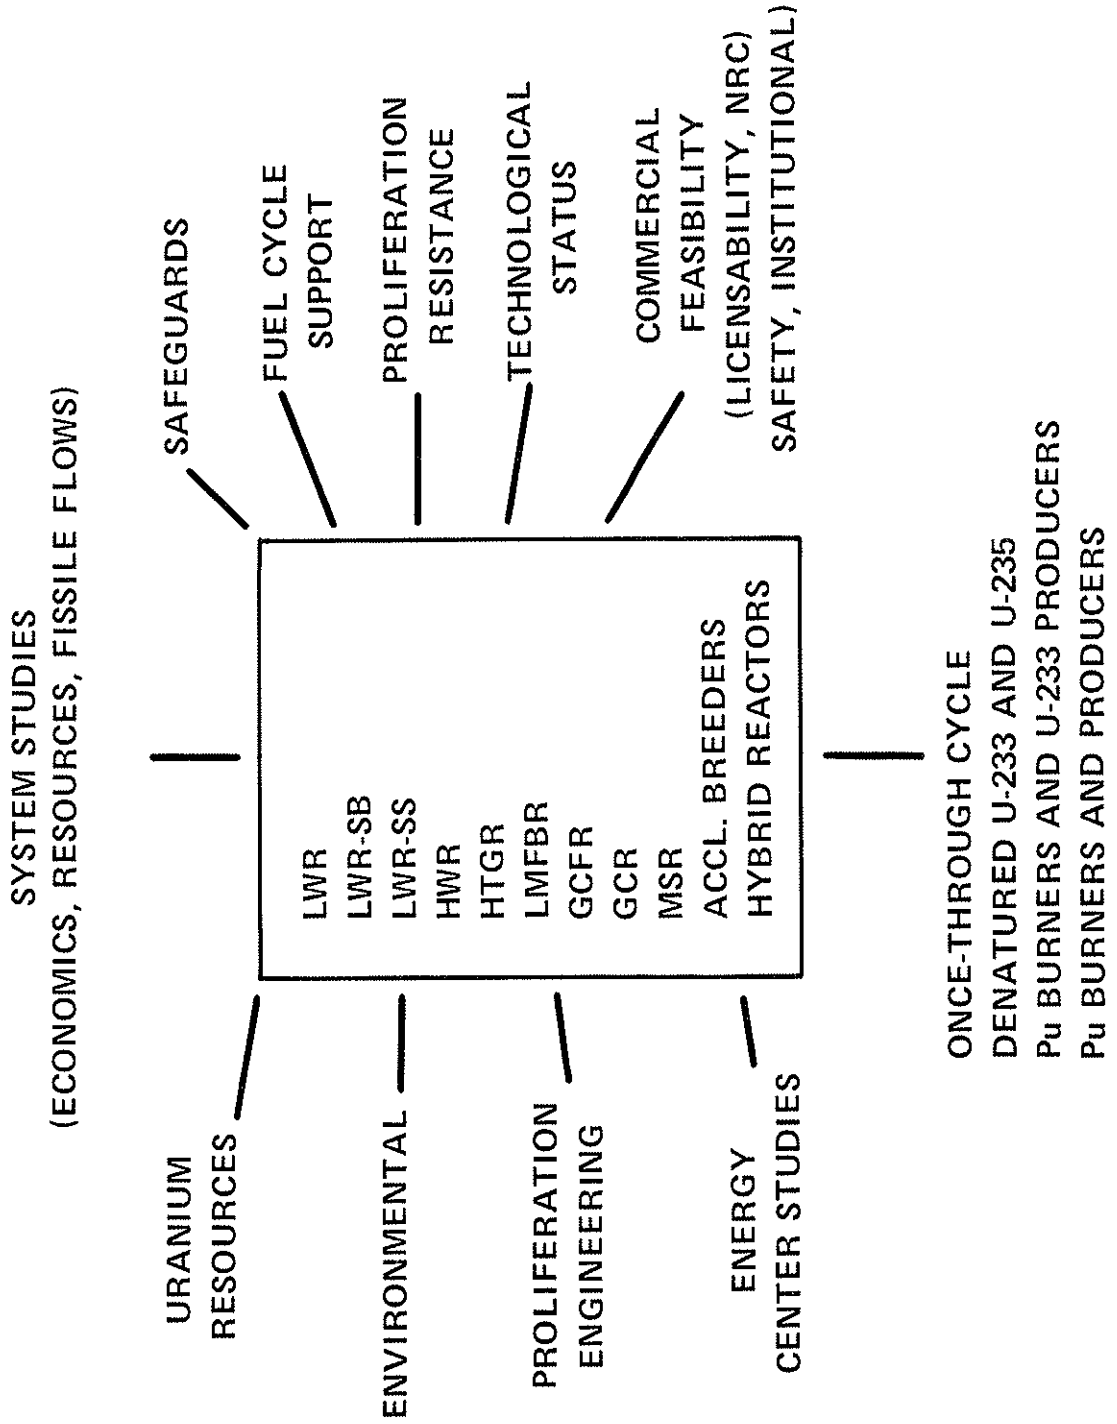 SYSTEM STUDIES
(ECONOMICS, RESOURCES, FISSILE FLOWS)
URANIUM
RESOURCES
ENVIRONMENTAL
PROLIFERATION
ENGINEERING
ENERGY
CENTER STUDIES
LWR
LWR-SB
LWR-SS
HWR
HTGR
LMFBR
GCFR
GCR
MSR
ACCL. BREEDERS
HYBRID REACTORS
SAFEGUARDS
FUEL CYCLE
SUPPORT
PROLIFERATION
RESISTANCE
TECHNOLOGICAL
STATUS
COMMERCIAL
FEASIBILITY
(LICENSABILITY, NRC)
SAFETY, INSTITUTIONAL)
ONCE-THROUGH CYCLE
DENATURED U-233 AND U-235
Pu BURNERS AND U-233 PRODUCERS
Pu BURNERS AND PRODUCERS